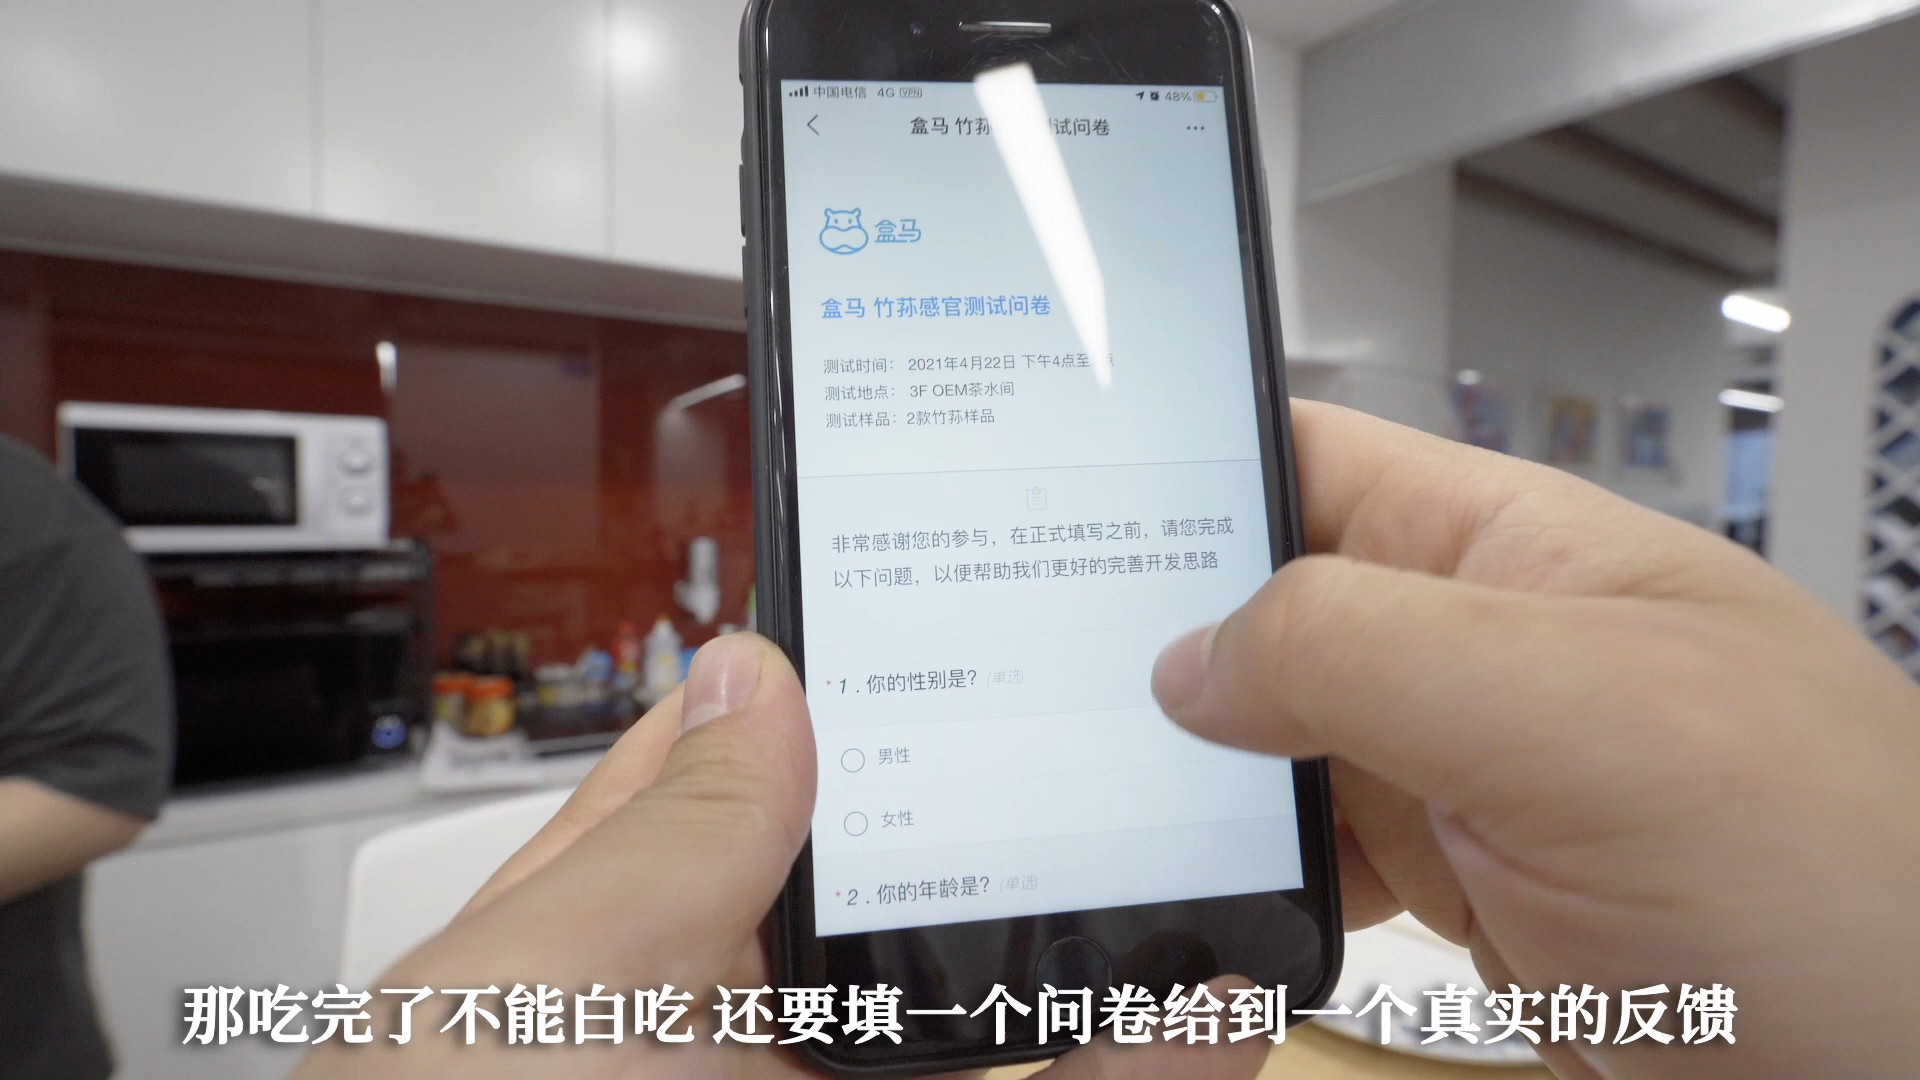 中国电信 4G VPN 48%
盒马 竹荪 测试问卷
盒马
盒马 竹荪感官测试问卷
测试时间： 2021年4月22日 下午4点至
测试地点： 3F OEM茶水间
测试样品：2款竹荪样品
非常感谢您的参与，在正式填写之前，请您完成
以下问题，以便帮助我们更好的完善开发思路
*1．你的性别是？(单选
男性
女性
*2．你的年龄是？(单选
那吃完了不能白吃 还要填一个问卷给到一个真实的反馈